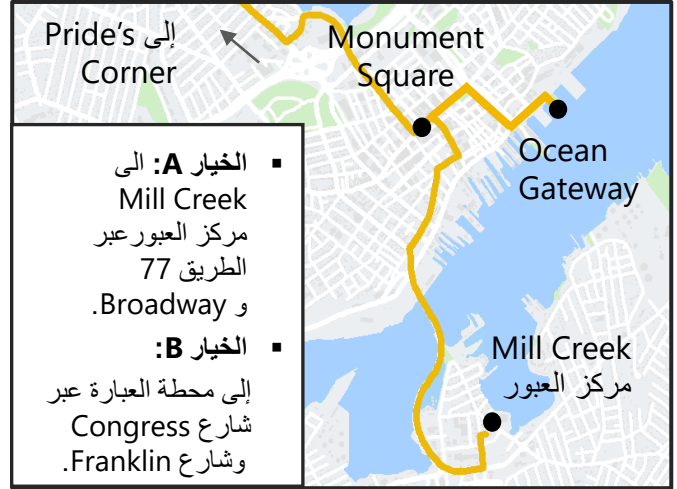 إلى Pride's
Corner
Monument
Square
Ocean
Gateway
▪ الخيار A: الى
Mill Creek
مركز العبورعبر
الطريق 77
و Broadway.
▪ الخيار B:
إلى محطة العبارة عبر
شارع Congress
وشارع Franklin.
Mill Creek
مركز العبور